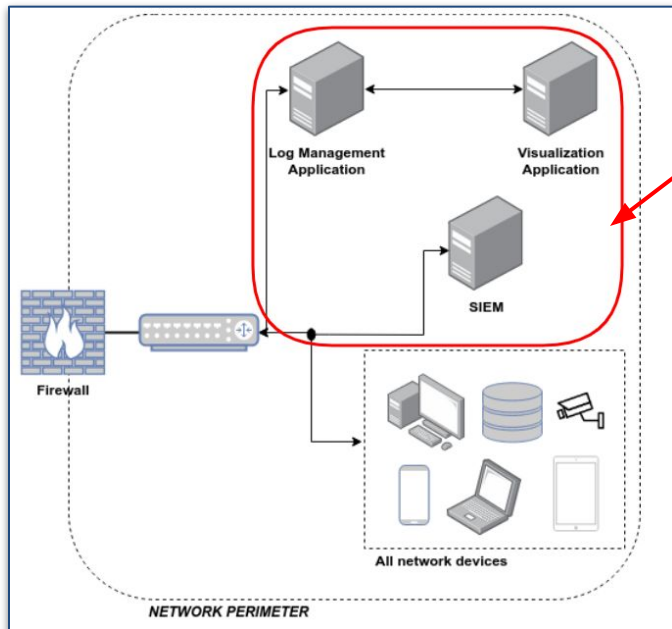 Log Management
Application
Visualization
Application
SIEM
Firewall
All network devices
NETWORK PERIMETER